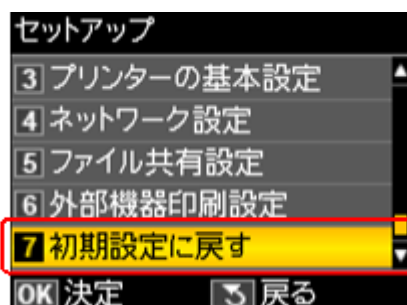 セットアップ
3 プリンターの基本設定
4 ネットワーク設定
5 ファイル共有設定
6 外部機器印刷設定
7 初期設定に戻す
OK 決定 戻る